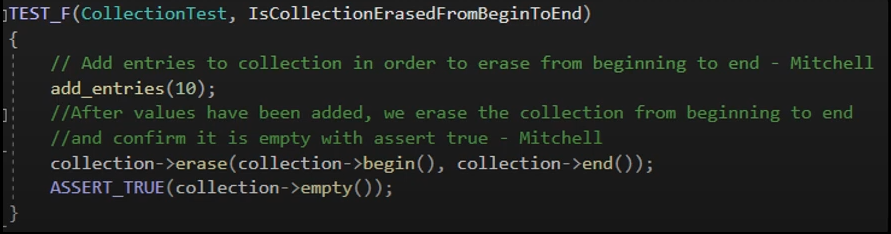 TEST_F(CollectionTest, IsCollectionErasedFromBeginToEnd)
{
// Add entries to collection in order to erase from beginning to end - Mitchell
add_entries(10);
//After values have been added, we erase the collection from beginning to end
//and confirm it is empty with assert true - Mitchell
collection->erase(collection->begin(), collection->end());
ASSERT_TRUE(collection->empty());
}